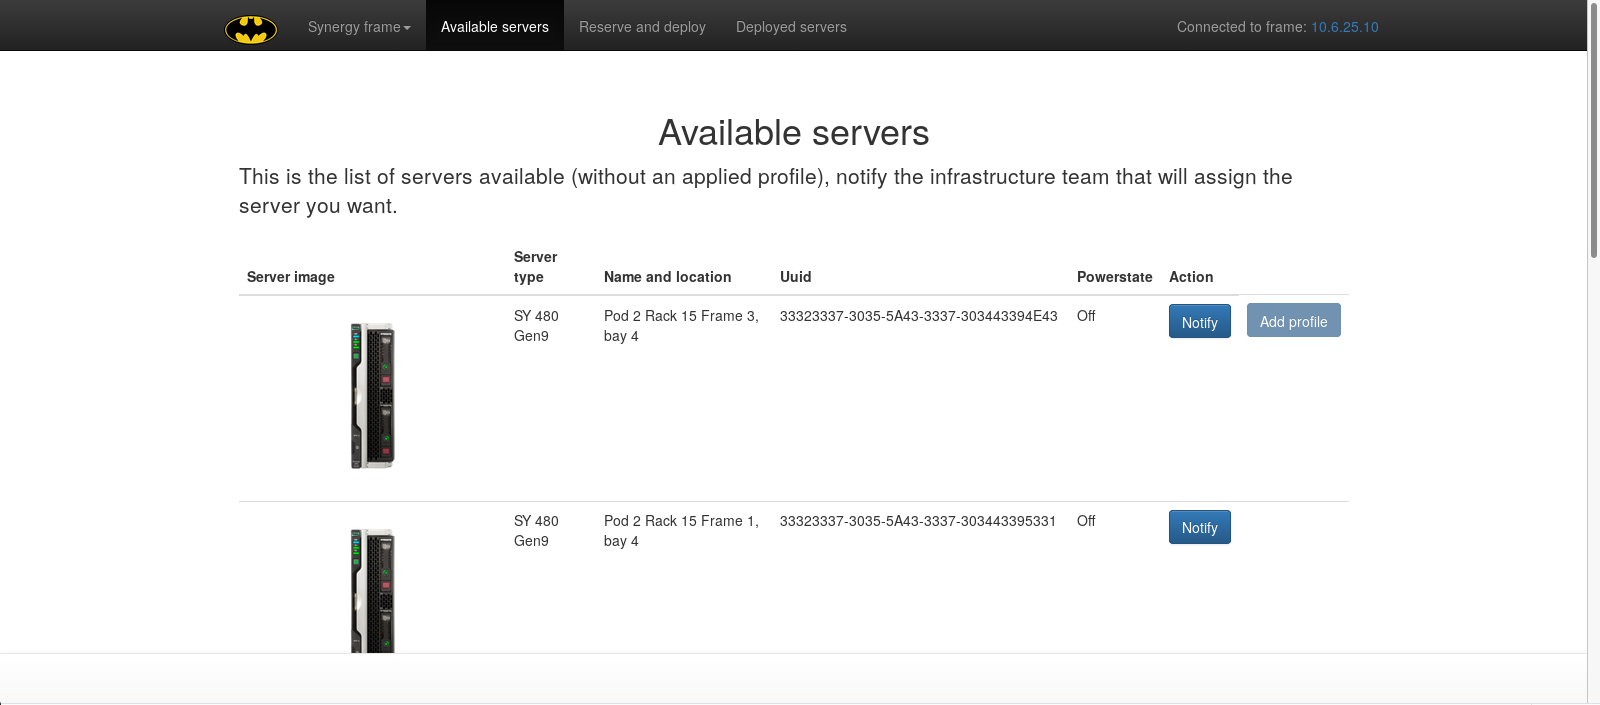 Synergy frame Available servers Reserve and deploy Deployed servers Connected to frame: 10.6.25.10
Available servers
This is the list of servers available (without an applied profile), notify the infrastructure team that will assign the
server you want.
Server image Server type Name and location Uuid Powerstate Action
SY 480 Pod 2 Rack 15 Frame 3, 33323337-3035-5A43-3337-303443394E43 Off Notify Add profile
Gen9 bay 4
SY 480 Pod 2 Rack 15 Frame 1, 33323337-3035-5A43-3337-303443395331 Off Notify
Gen9 bay 4